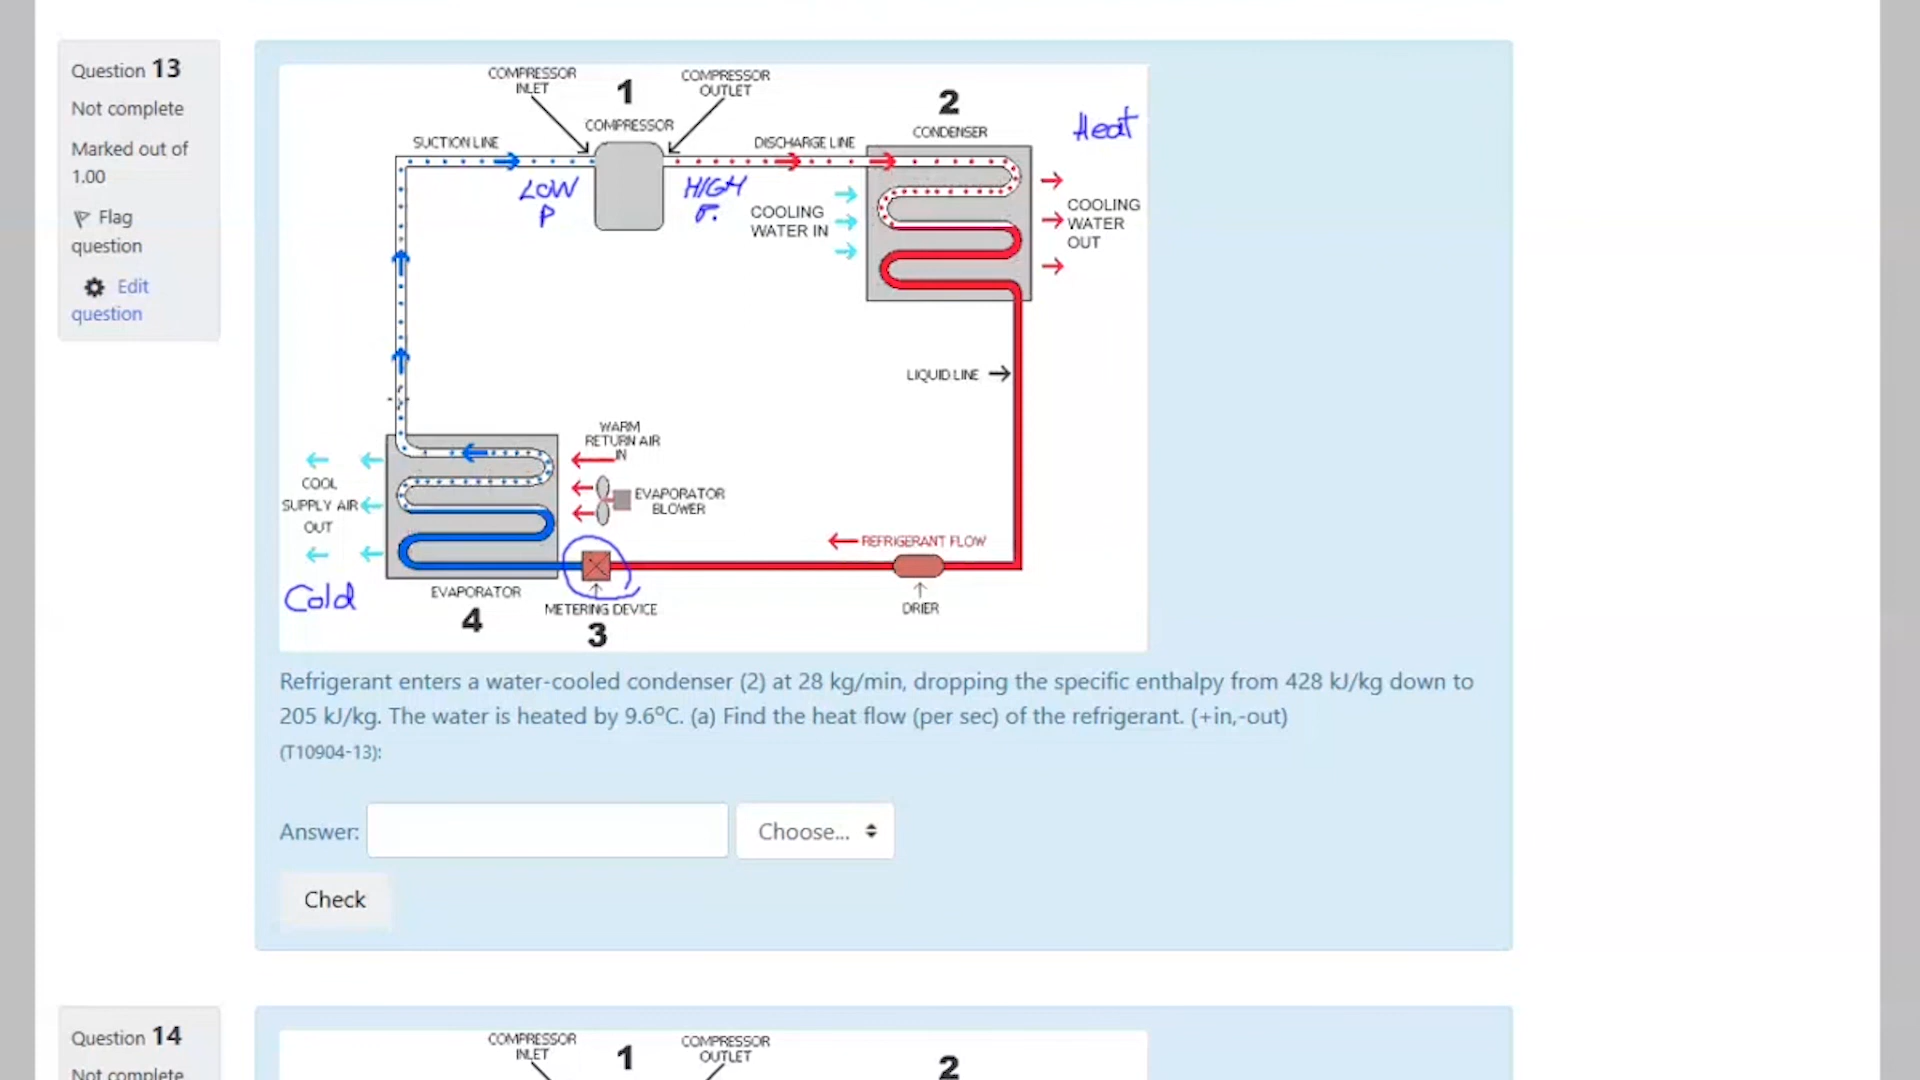 Question 13
Not complete
Marked out of
1.00
Flag
question
Edit
question
COMPRESSOR
INLET
1
COMPRESSOR
OUTLET
COMPRESSOR
2
CONDENSER
Heat
SUCTION LINE
DISCHARGE LINE
LOW
P
HIGH
P.
COOLING
WATER IN
COOLING
WATER
OUT
LIQUID LINE
WARM
RETURN AIR
IN
COOL
SUPPLY AIR
OUT
EVAPORATOR
BLOWER
REFRIGERANT FLOW
Cold
EVAPORATOR
4
METERING DEVICE
3
DRIER
Refrigerant enters a water-cooled condenser (2) at 28 kg/min, dropping the specific enthalpy from 428 kJ/kg down to
205 kJ/kg. The water is heated by 9.6°C. (a) Find the heat flow (per sec) of the refrigerant. (+in,-out)
(T10904-13):
Answer:
Choose...
Check
Question 14
Not complete
COMPRESSOR
INLET
1
COMPRESSOR
OUTLET
2